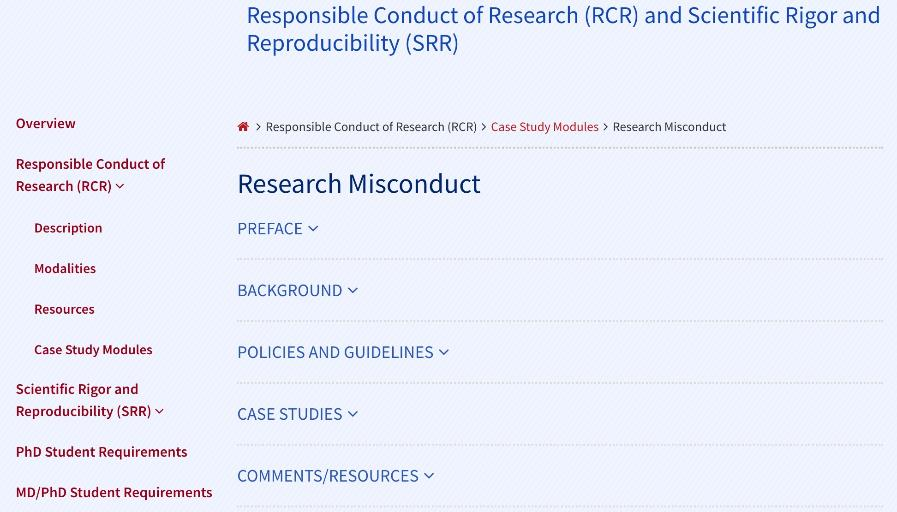 Responsible Conduct of Research (RCR) and Scientific Rigor and
Reproducibility (SRR)
Overview
Responsible Conduct of
Research (RCR)
Description
Modalities
Resources
Case Study Modules
Scientific Rigor and
Reproducibility (SRR)
PhD Student Requirements
MD/PhD Student Requirements
> Responsible Conduct of Research (RCR) > Case Study Modules > Research Misconduct
Research Misconduct
PREFACE
BACKGROUND
POLICIES AND GUIDELINES
CASE STUDIES
COMMENTS/RESOURCES